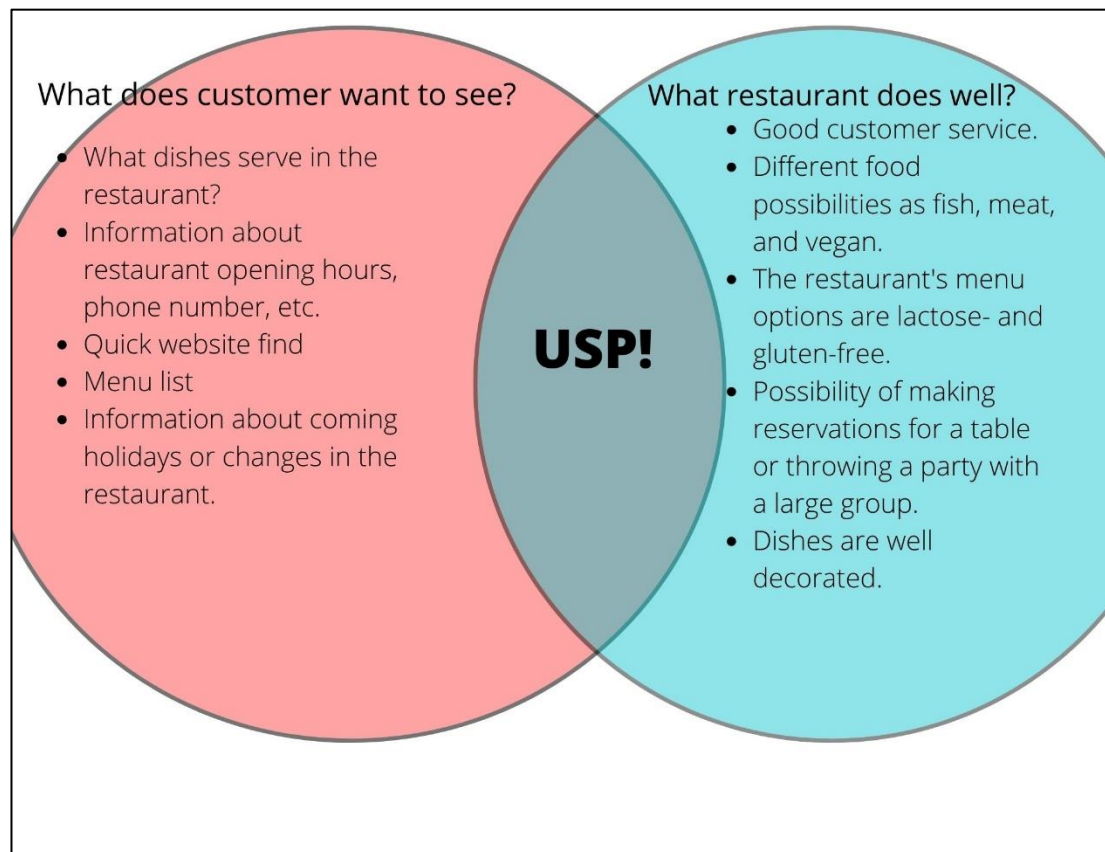 What does customer want to see?
• What dishes serve in the
restaurant?
• Information about
restaurant opening hours,
phone number, etc.
• Quick website find
• Menu list
• Information about coming
holidays or changes in the
restaurant.
USP!
What restaurant does well?
• Good customer service.
• Different food
possibilities as fish, meat,
and vegan.
• The restaurant's menu
options are lactose- and
gluten-free.
• Possibility of making
reservations for a table
or throwing a party with
a large group.
• Dishes are well
decorated.